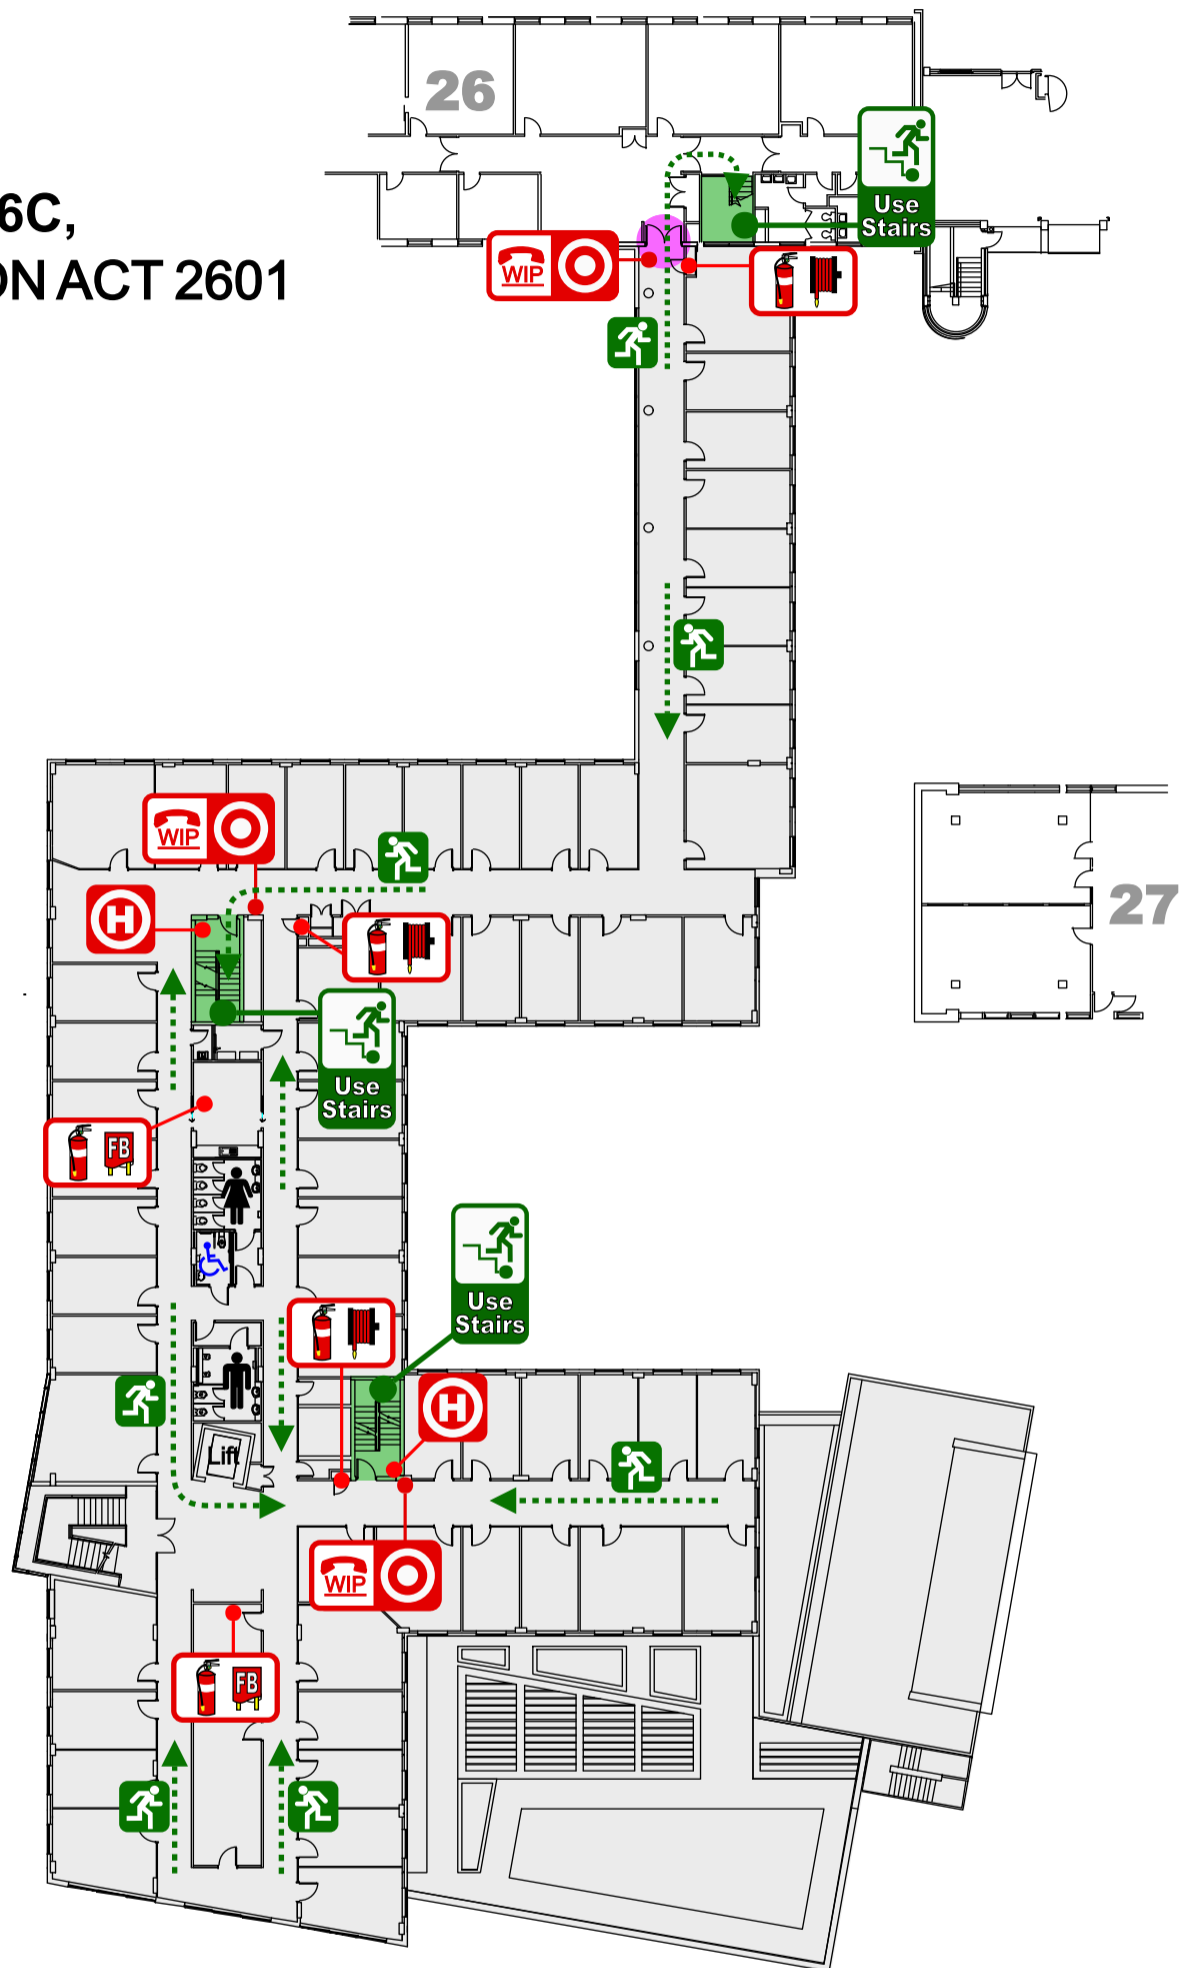 26
6C,
ON ACT 2601
Use
Stairs
WIP
27
WIP
H
Use
Stairs
FB
Use
Stairs
H
Lift
WIP
FB